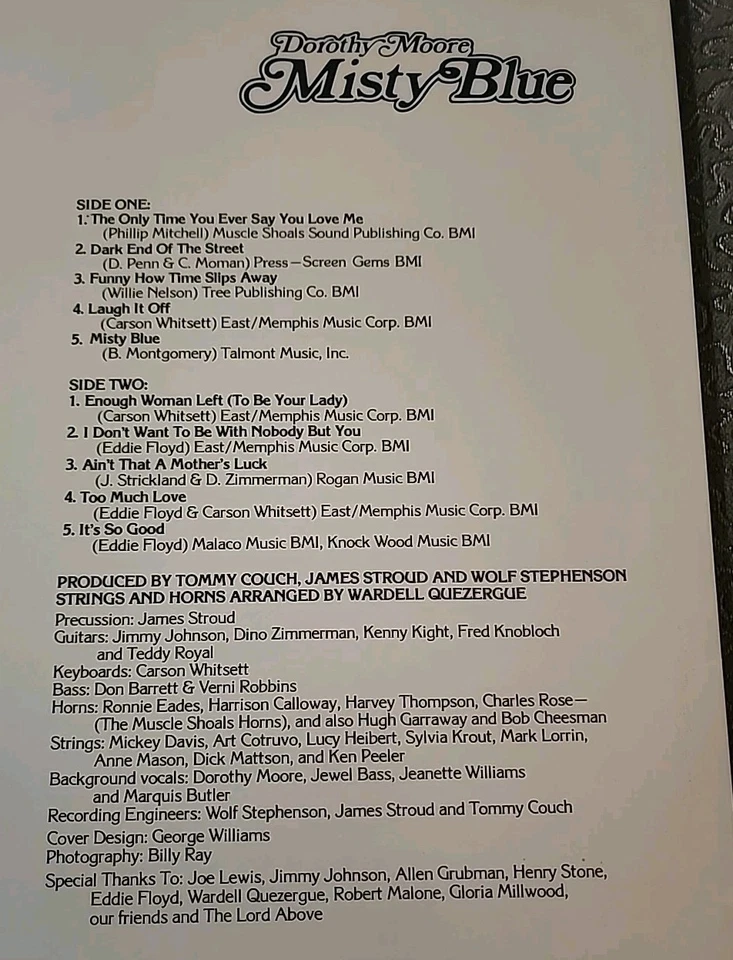 Dorothy Moore
Misty Blue
SIDE ONE:
1. The Only Time You Ever Say You Love Me
(Phillip Mitchell) Muscle Shoals Sound Publishing Co. BMI
2. Dark End Of The Street
(D. Penn & C. Moman) Press—Screen Gems BMI
3. Funny How Time Slips Away
(Willie Nelson) Tree Publishing Co. BMI
4. Laugh It Off
(Carson Whitsett) East/Memphis Music Corp. BMI
5. Misty Blue
(B. Montgomery) Talmont Music, Inc.
SIDE TWO:
1. Enough Woman Left (To Be Your Lady)
(Carson Whitsett) East/Memphis Music Corp. BMI
2. I Don't Want To Be With Nobody But You
(Eddie Floyd) East/Memphis Music Corp. BMI
3. Ain't That A Mother's Luck
(J. Strickland & D. Zimmerman) Rogan Music BMI
4. Too Much Love
(Eddie Floyd & Carson Whitsett) East/Memphis Music Corp. BMI
5. It's So Good
(Eddie Floyd) Malaco Music BMI, Knock Wood Music BMI
PRODUCED BY TOMMY COUCH, JAMES STROUD AND WOLF STEPHENSON
STRINGS AND HORNS ARRANGED BY WARDELL QUEZERGUE
Precussion: James Stroud
Guitars: Jimmy Johnson, Dino Zimmerman, Kenny Kight, Fred Knobloch
and Teddy Royal
Keyboards: Carson Whitsett
Bass: Don Barrett & Verni Robbins
Horns: Ronnie Eades, Harrison Calloway, Harvey Thompson, Charles Rose—
(The Muscle Shoals Horns), and also Hugh Garraway and Bob Cheesman
Strings: Mickey Davis, Art Cotruvo, Lucy Heibert, Sylvia Krout, Mark Lorrin,
Anne Mason, Dick Mattson, and Ken Peeler
Background vocals: Dorothy Moore, Jewel Bass, Jeanette Williams
and Marquis Butler
Recording Engineers: Wolf Stephenson, James Stroud and Tommy Couch
Cover Design: George Williams
Photography: Billy Ray
Special Thanks To: Joe Lewis, Jimmy Johnson, Allen Grubman, Henry Stone,
Eddie Floyd, Wardell Quezergue, Robert Malone, Gloria Millwood,
our friends and The Lord Above